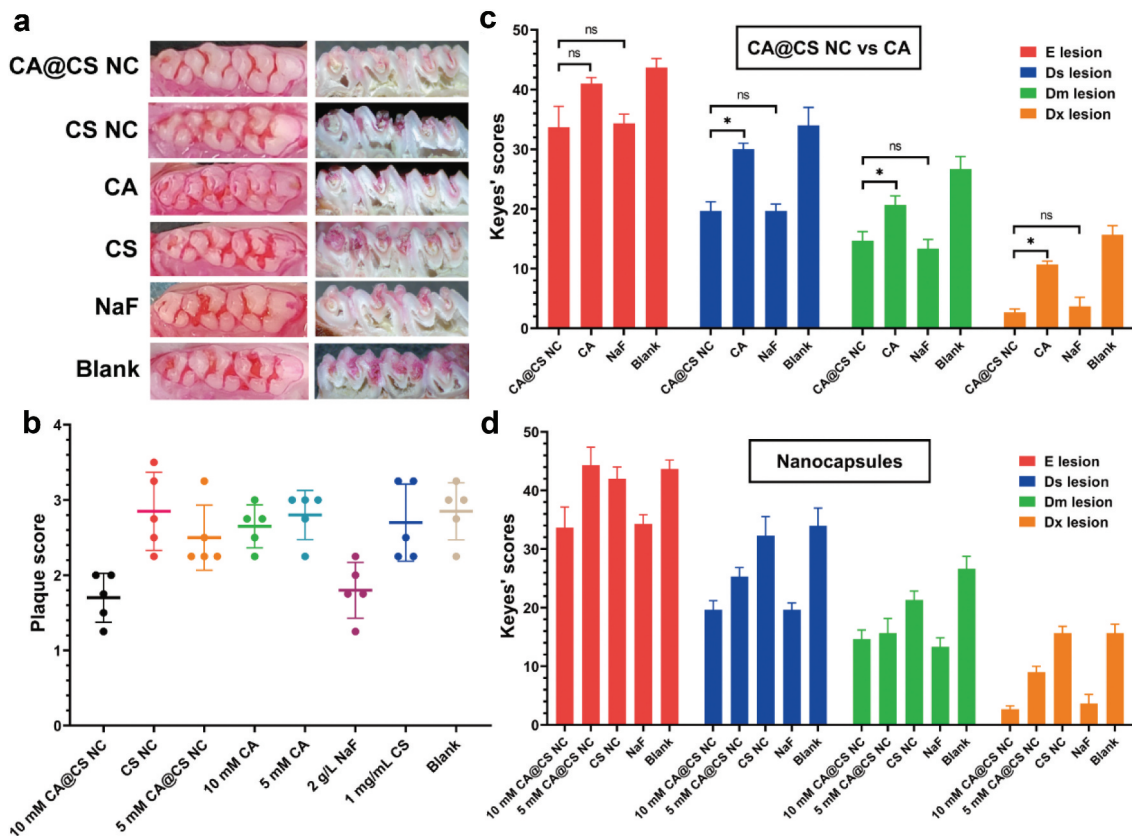 a
CA@CS NC
CS NC
CA
CS
NaF
Blank
b
Plaque score
4
3
2
1
0
10 mM CA@CS NC
CS NC
5 mM CA@CS NC
10 mM CA
5 mM CA
2 g/L NaF
1 mg/mL CS
Blank
c
CA@CS NC vs CA
Keyes' scores
50
40
30
20
10
0
ns
ns
ns
*
ns
*
ns
*
E lesion
Ds lesion
Dm lesion
Dx lesion
CA@CS NC
CA
NaF
Blank
CA@CS NC
CA
NaF
Blank
CA@CS NC
CA
NaF
Blank
CA@CS NC
CA
NaF
Blank
d
Nanocapsules
Keyes' scores
50
40
30
20
10
0
E lesion
Ds lesion
Dm lesion
Dx lesion
10 mM CA@CS NC
5 mM CA@CS NC
CS NC
NaF
Blank
10 mM CA@CS NC
5 mM CA@CS NC
CS NC
NaF
Blank
10 mM CA@CS NC
5 mM CA@CS NC
CS NC
NaF
Blank
10 mM CA@CS NC
5 mM CA@CS NC
CS NC
NaF
Blank